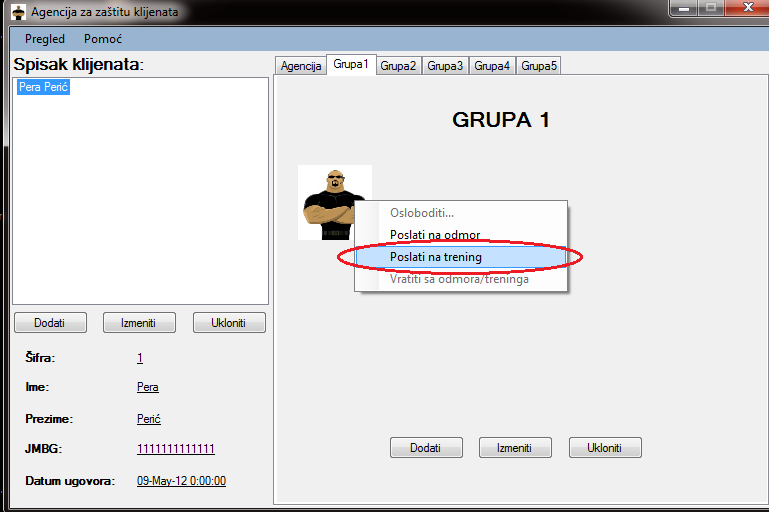 Agencija za zaštitu klijenata
Pregled Pomoć
Spisak klijenata:
Pera Perić
Dodati Izmeniti Ukloniti
Šifra: 1
Ime: Pera
Prezime: Perić
JMBG: 1111111111111
Datum ugovora: 09-May-12 0:00:00
Agencija Grupa1 Grupa2 Grupa3 Grupa4 Grupa5
GRUPA 1
Osloboditi...
Poslati na odmor
Poslati na trening
Vratiti sa odmora/treninga
Dodati Izmeniti Ukloniti